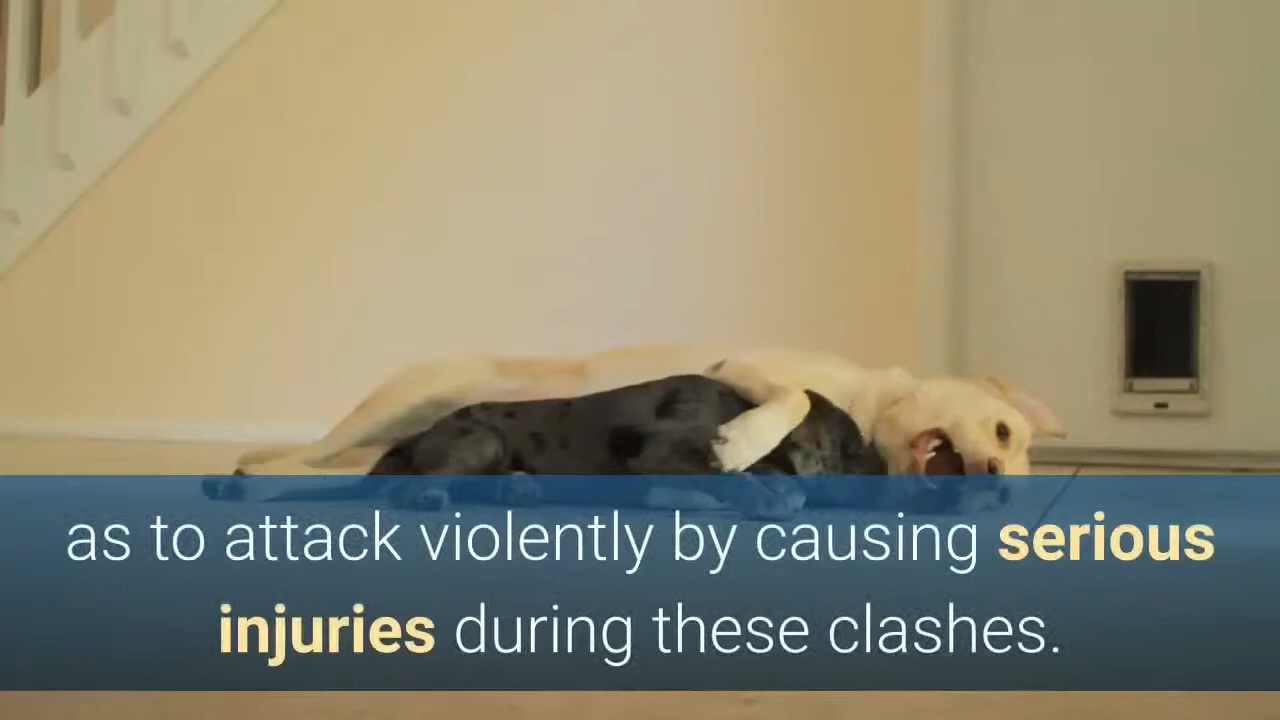 as to attack violently by causing serious
injuries during these clashes.